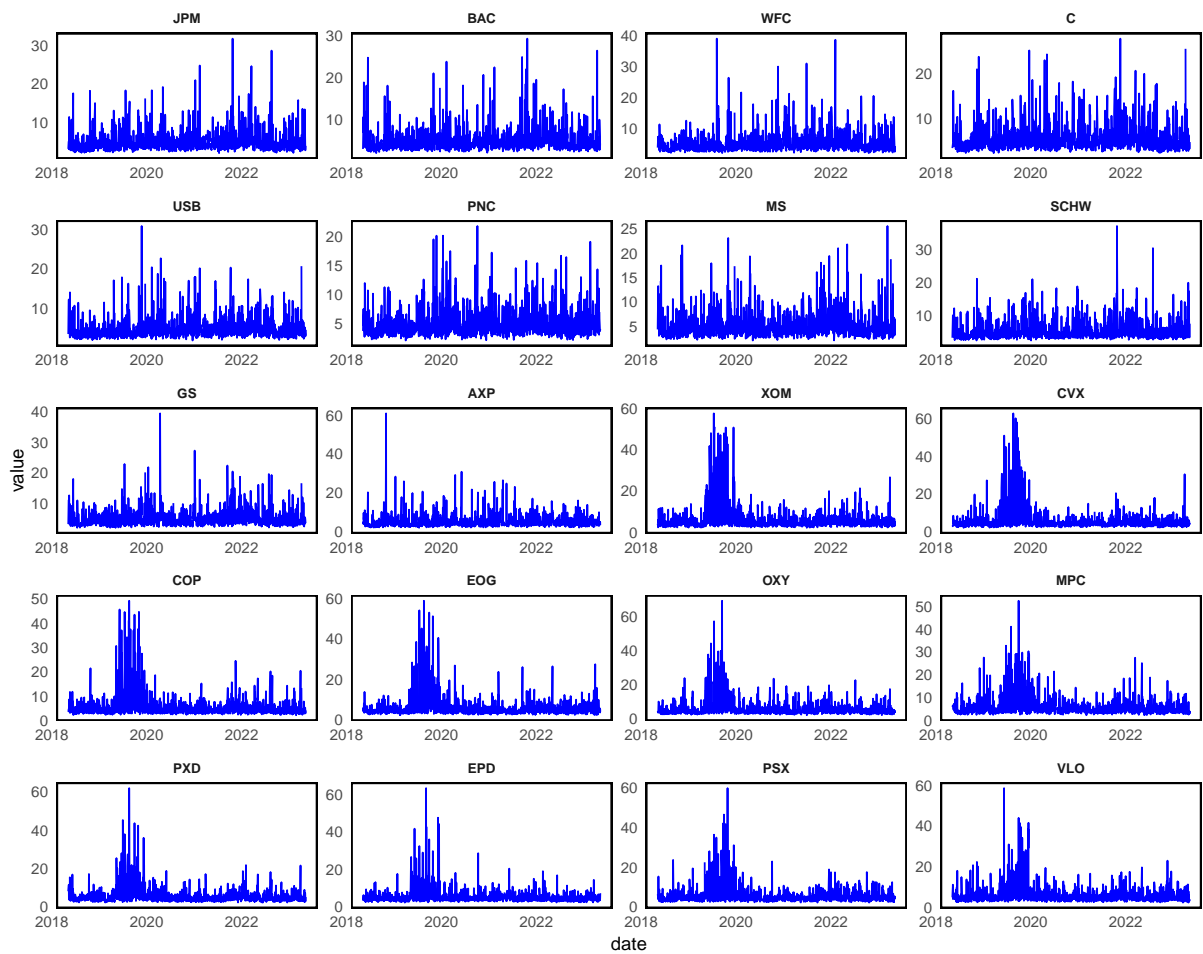 JPM BAC WFC C
30 30 40
20 20 30 20
10 10 20 10
10
2018 2020 2022 2018 2020 2022 2018 2020 2022 2018 2020 2022
USB PNC MS SCHW
30 20 25 30
20 15 20 20
10 10 15 10
5 10
5
2018 2020 2022 2018 2020 2022 2018 2020 2022 2018 2020 2022
GS AXP XOM CVX
40 60 60 60
30 40 40 40
20 20 20 20
10 0 0 0
2018 2020 2022 2018 2020 2022 2018 2020 2022 2018 2020 2022
value
COP EOG OXY MPC
50 60 60 50
40 40 40 40
30 20 20 30
20 0 0 20
10 10
0 0
2018 2020 2022 2018 2020 2022 2018 2020 2022 2018 2020 2022
PXD EPD PSX VLO
60 60 60 60
40 40 40 40
20 20 20 20
0 0 0 0
2018 2020 2022 2018 2020 2022 2018 2020 2022 2018 2020 2022
date